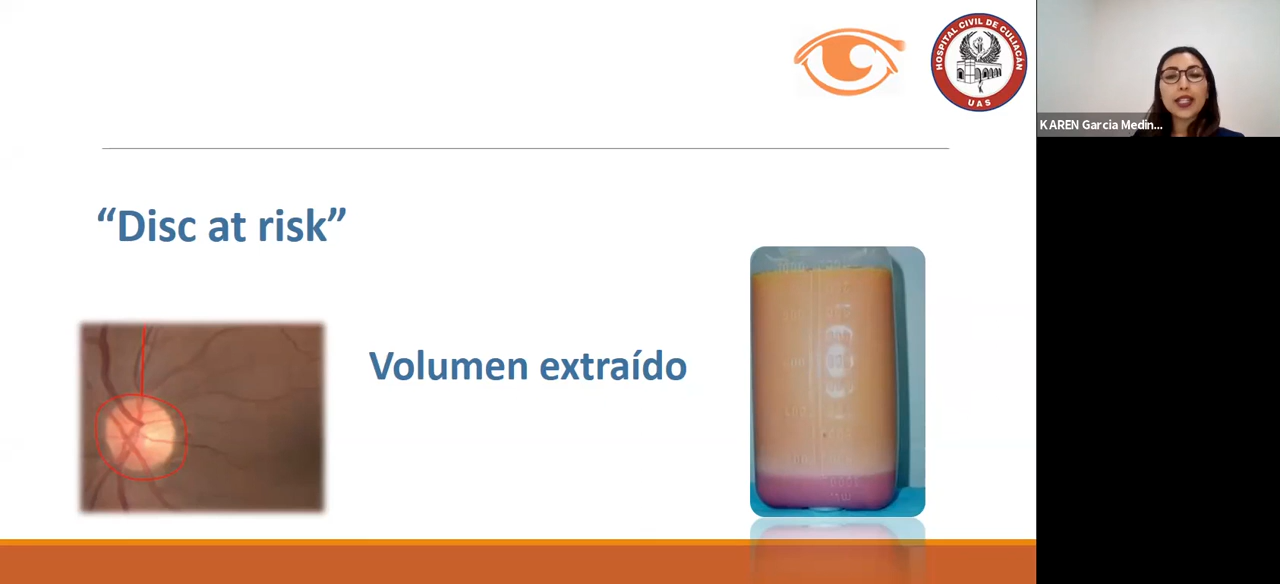 HOSPITAL CIVIL DE CULIACÁN
UAS
KAREN Garcia Medin...
“Disc at risk”
Volumen extraído